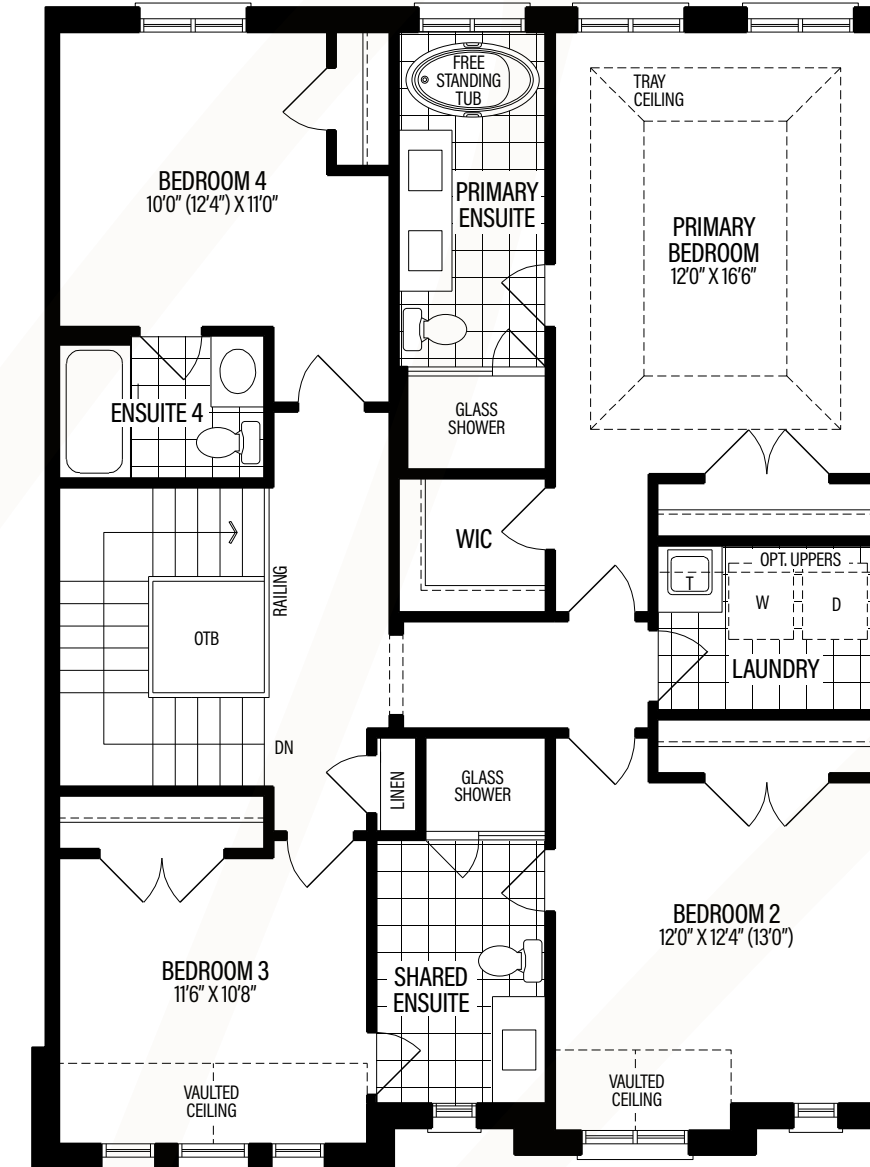 FREE
STANDING
TUB
TRAY
CEILING
BEDROOM 4
10'0" (12'4") X 11'0"
PRIMARY
ENSUITE
PRIMARY
BEDROOM
12'0" X 16'6"
ENSUITE 4
GLASS
SHOWER
WIC
OPT. UPPERS
T
W
D
RAILING
OTB
LAUNDRY
DN
LINEN
GLASS
SHOWER
BEDROOM 2
12'0" X 12'4" (13'0")
BEDROOM 3
11'6" X 10'8"
SHARED
ENSUITE
VAULTED
CEILING
VAULTED
CEILING